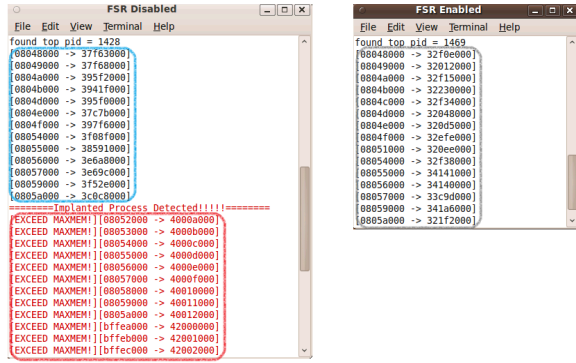 FSR Disabled
File Edit View Terminal Help
found top pid = 1428
[08048000 -> 37f63000]
[08049000 -> 37f68000]
[0804a000 -> 395f2000]
[0804b000 -> 3941f000]
[0804d000 -> 395f0000]
[0804e000 -> 37c7b000]
[0804f000 -> 397f6000]
[08054000 -> 3f08f000]
[08055000 -> 38591000]
[08056000 -> 3e6a8000]
[08057000 -> 3e69c000]
[08059000 -> 3f52e000]
[0805a000 -> 3c0c8000]
========Implanted Process Detected!!!!!========
[EXCEED MAXMEM!][08052000 -> 4000a000]
[EXCEED MAXMEM!][08053000 -> 4000b000]
[EXCEED MAXMEM!][08054000 -> 4000c000]
[EXCEED MAXMEM!][08055000 -> 4000d000]
[EXCEED MAXMEM!][08056000 -> 4000e000]
[EXCEED MAXMEM!][08057000 -> 4000f000]
[EXCEED MAXMEM!][08058000 -> 40010000]
[EXCEED MAXMEM!][08059000 -> 40011000]
[EXCEED MAXMEM!][0805a000 -> 40012000]
[EXCEED MAXMEM!][bffea000 -> 42000000]
[EXCEED MAXMEM!][bffeb000 -> 42001000]
[EXCEED MAXMEM!][bffec000 -> 42002000]
FSR Enabled
File Edit View Terminal Help
found top pid = 1469
[08048000 -> 32f0e000]
[08049000 -> 32012000]
[0804a000 -> 32f15000]
[0804b000 -> 32230000]
[0804c000 -> 32f34000]
[0804d000 -> 32048000]
[0804e000 -> 320d5000]
[0804f000 -> 32efe000]
[08051000 -> 320ee000]
[08054000 -> 32f38000]
[08055000 -> 34141000]
[08056000 -> 34140000]
[08057000 -> 33c9d000]
[08059000 -> 341a6000]
[0805a000 -> 321f2000]